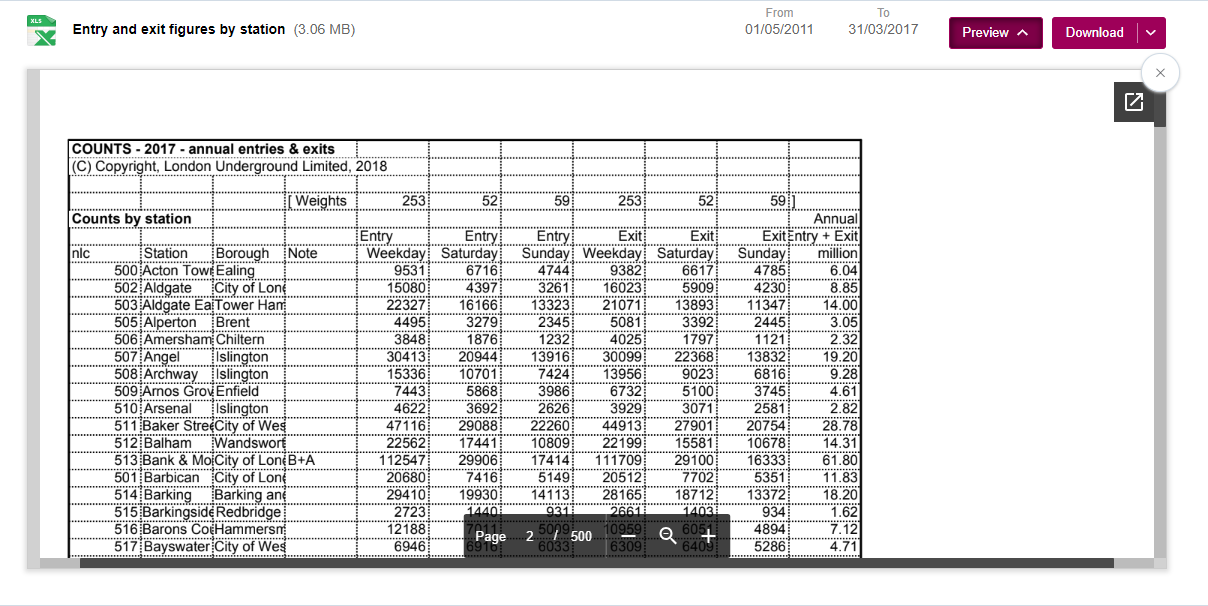 XLS
Entry and exit figures by station (3.06 MB)
From
01/05/2011
To
31/03/2017
Preview
Download
COUNTS - 2017 - annual entries & exits
(C) Copyright, London Underground Limited, 2018
[ Weights 253 52 59 253 52 59 ]
Counts by station Annual
Entry Entry Entry Exit Exit Exit Entry + Exit
nlc Station Borough Note Weekday Saturday Sunday Weekday Saturday Sunday million
500 Acton Town Ealing 9531 6716 4744 9382 6617 4785 6.04
502 Aldgate City of Lon 15080 4397 3261 16023 5909 4230 8.85
503 Aldgate Ea Tower Ham 22327 16166 13323 21071 13893 11347 14.00
505 Alperton Brent 4495 3279 2345 5081 3392 2445 3.05
506 Amersham Chiltern 3848 1876 1232 4025 1797 1121 2.32
507 Angel Islington 30413 20944 13916 30099 22368 13832 19.20
508 Archway Islington 15336 10701 7424 13956 9023 6816 9.28
509 Arnos Grov Enfield 7443 5868 3986 6732 5100 3745 4.61
510 Arsenal Islington 4622 3692 2626 3929 3071 2581 2.82
511 Baker Stree City of Wes 47116 29088 22260 44913 27901 20754 28.78
512 Balham Wandswort 22562 17441 10809 22199 15581 10678 14.31
513 Bank & Mo City of Lon B+A 112547 29906 17414 111709 29100 16333 61.80
501 Barbican City of Lon 20680 7416 5149 20512 7702 5351 11.83
514 Barking Barking an 29410 19930 14113 28165 18712 13372 18.20
515 Barkingside Redbridge 2723 1440 931 2661 1403 934 1.62
516 Barons Co Hammersm 12188 7011 5009 10959 6051 4894 7.12
517 Bayswater City of Wes 6946 6916 6033 6309 6409 5286 4.71
Page 2 / 500